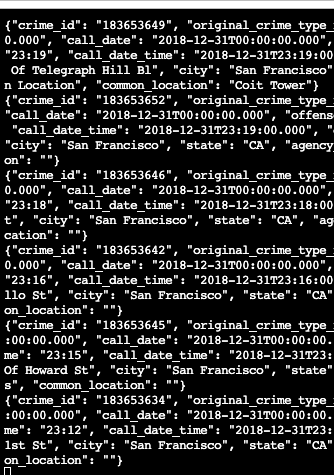 {"crime_id": "183653649", "original_crime_type_
0.000", "call_date": "2018-12-31T00:00:00.000",
"23:19", "call_date_time": "2018-12-31T23:19:00
 Of Telegraph Hill Bl", "city": "San Francisco"
n Location", "common_location": "Coit Tower"}
{"crime_id": "183653652", "original_crime_type_
"call_date": "2018-12-31T00:00:00.000", "offens
 "call_date_time": "2018-12-31T23:19:00.000", "
"city": "San Francisco", "state": "CA", "agency
on": ""}
{"crime_id": "183653646", "original_crime_type_
0.000", "call_date": "2018-12-31T00:00:00.000",
"23:18", "call_date_time": "2018-12-31T23:18:00
t", "city": "San Francisco", "state": "CA", "ag
cation": ""}
{"crime_id": "183653642", "original_crime_type_
0.000", "call_date": "2018-12-31T00:00:00.000",
"23:16", "call_date_time": "2018-12-31T23:16:00
llo St", "city": "San Francisco", "state": "CA"
on_location": ""}
{"crime_id": "183653645", "original_crime_type_
:00:00.000", "call_date": "2018-12-31T00:00:00.
me": "23:15", "call_date_time": "2018-12-31T23:
Of Howard St", "city": "San Francisco", "state"
s", "common_location": ""}
{"crime_id": "183653634", "original_crime_type_
:00:00.000", "call_date": "2018-12-31T00:00:00.
me": "23:12", "call_date_time": "2018-12-31T23:
1st St", "city": "San Francisco", "state": "CA"
on_location": ""}